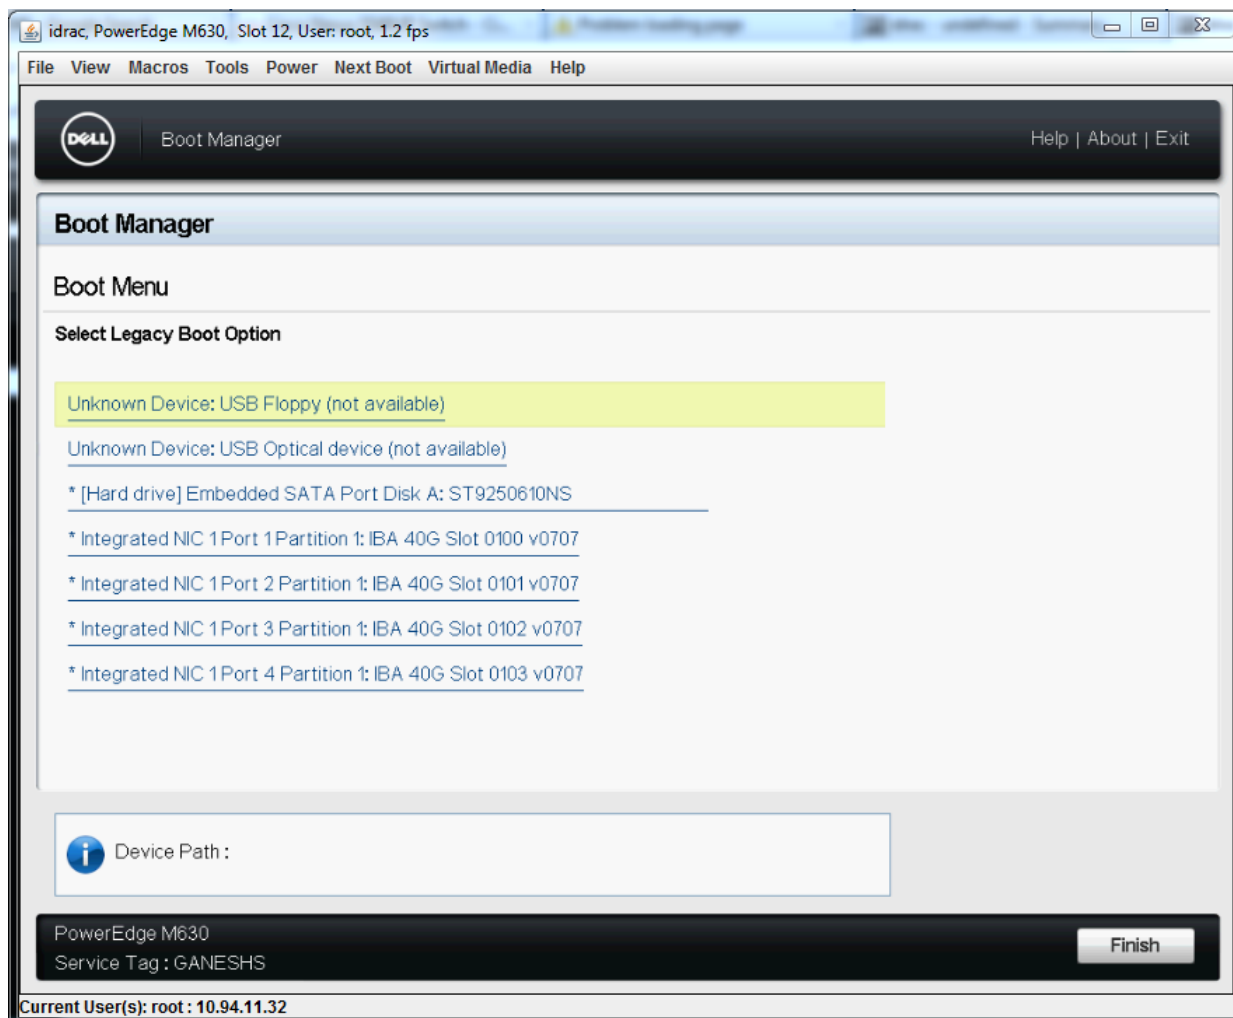 idrac, PowerEdge M630, Slot 12, User: root, 1.2 fps
File View Macros Tools Power Next Boot Virtual Media Help
DELL Boot Manager Help | About | Exit
Boot Manager
Boot Menu
Select Legacy Boot Option
Unknown Device: USB Floppy (not available)
Unknown Device: USB Optical device (not available)
* [Hard drive] Embedded SATA Port Disk A: ST9250610NS
* Integrated NIC 1 Port 1 Partition 1: IBA 40G Slot 0100 v0707
* Integrated NIC 1 Port 2 Partition 1: IBA 40G Slot 0101 v0707
* Integrated NIC 1 Port 3 Partition 1: IBA 40G Slot 0102 v0707
* Integrated NIC 1 Port 4 Partition 1: IBA 40G Slot 0103 v0707
Device Path :
PowerEdge M630
Service Tag : GANESHS
Finish
Current User(s): root : 10.94.11.32